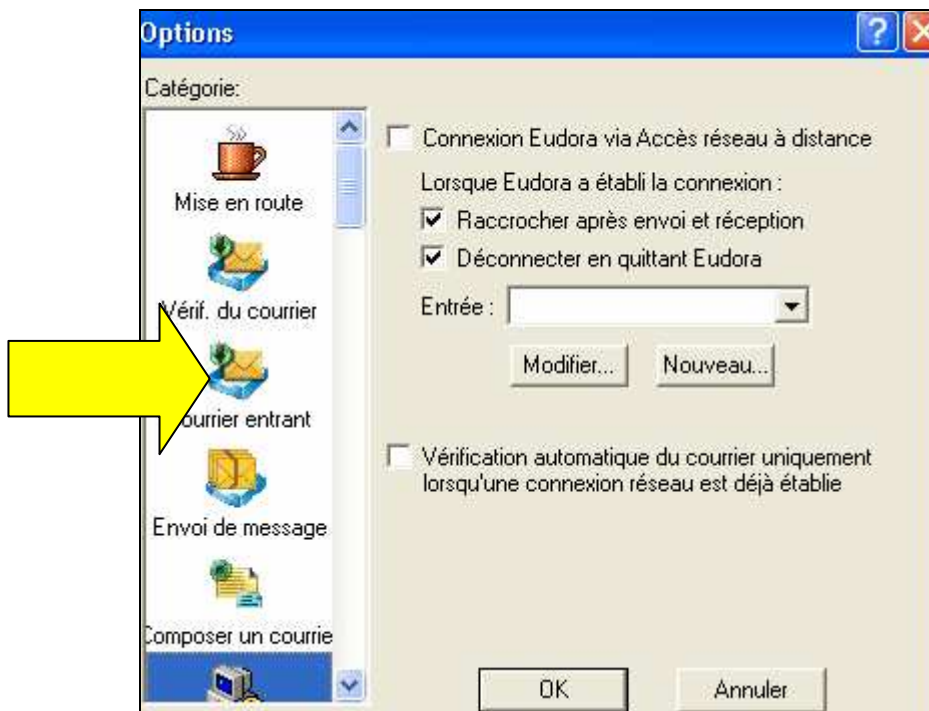 Options
Catégorie:
Mise en route
Vérif. du courrier
ourrier entrant
Envoi de message
Composer un courrie
Connexion Eudora via Accès réseau à distance
Lorsque Eudora a établi la connexion :
Raccrocher après envoi et réception
Déconnecter en quittant Eudora
Entrée :
Modifier... Nouveau...
Vérification automatique du courrier uniquement
lorsqu'une connexion réseau est déjà établie
OK Annuler